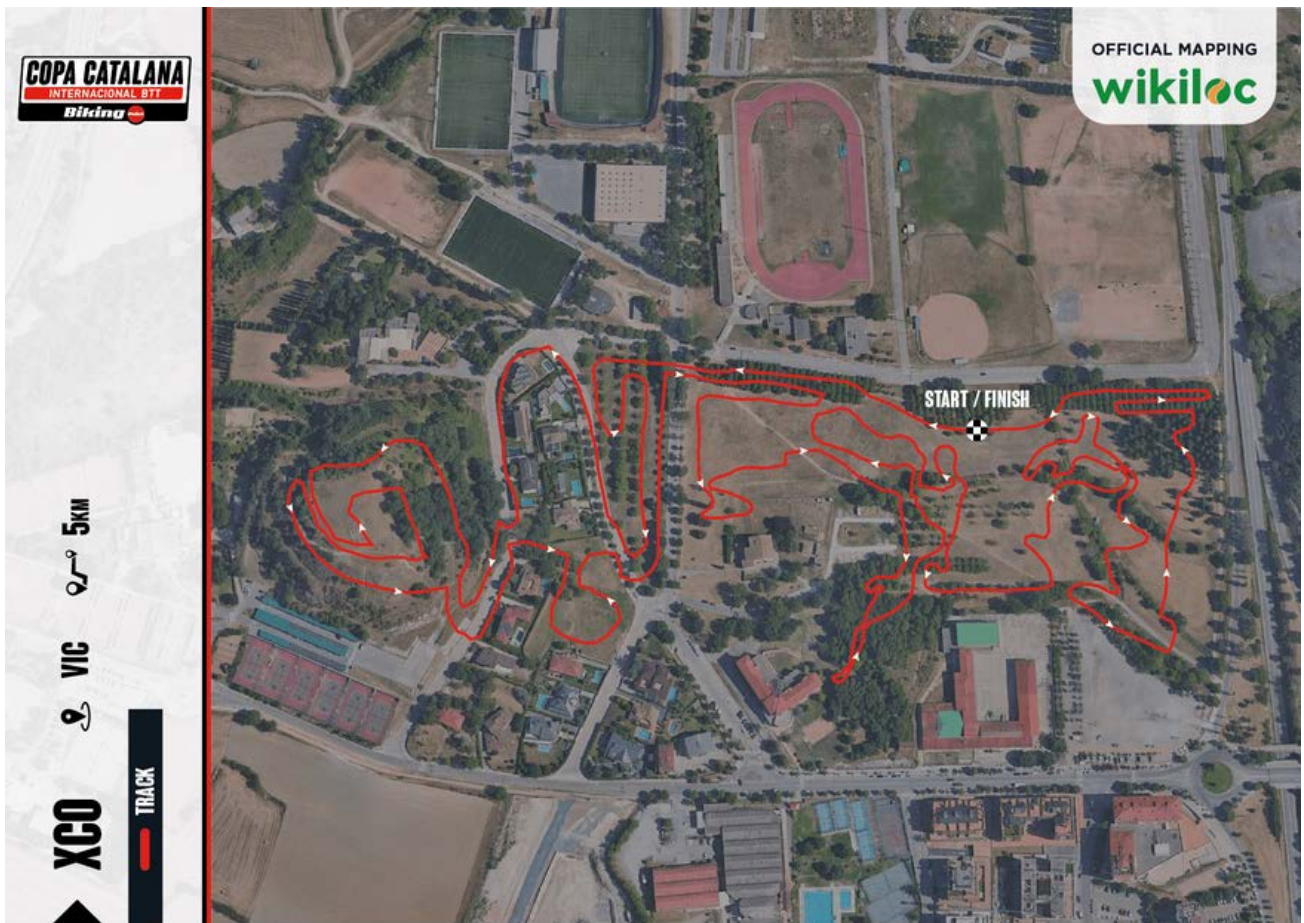 COPA CATALANA
INTERNACIONAL BTT
Biking
OFFICIAL MAPPING
wikiloc
START / FINISH
XCO
VIC
5KM
TRACK